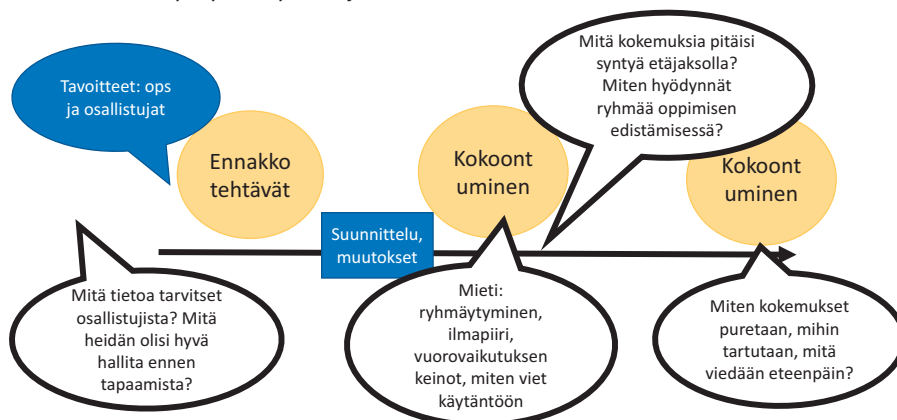 Tavoitteet: ops
ja osallistujat
Ennakko
tehtävät
Suunnittelu,
muutokset
Kokoont
uminen
Mitä kokemuksia pitäisi
syntyä etäjaksolla?
Miten hyödynnät
ryhmää oppimisen
edistämisessä?
Kokoont
uminen
Mitä tietoa tarvitset
osallistujista? Mitä
heidän olisi hyvä
hallita ennen
tapaamista?
Mieti:
ryhmäytyminen,
ilmapiiri,
vuorovaikutuksen
keinot, miten viet
käytäntöön
Miten kokemukset
puretaan, mihin
tartutaan, mitä
viedään eteenpäin?